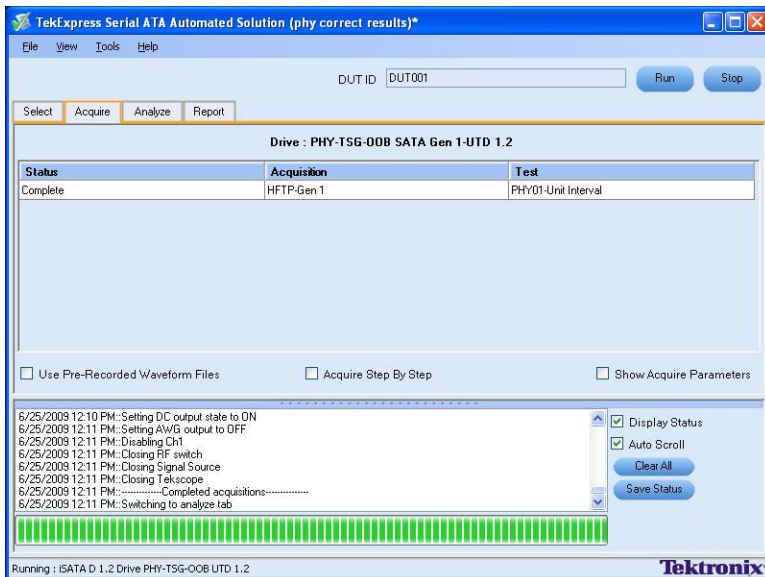 TekExpress Serial ATA Automated Solution (phy correct results)*
File View Tools Help
DUT ID DUT001 Run Stop
Select Acquire Analyze Report
Drive : PHY-TSG-OOB SATA Gen 1-UTD 1.2
Status Acquisition Test
Complete HFTP-Gen 1 PHY01-Unit Interval
Use Pre-Recorded Waveform Files Acquire Step By Step Show Acquire Parameters
6/25/2009 12:10 PM::Setting DC output state to ON
6/25/2009 12:11 PM::Setting AWG output to OFF
6/25/2009 12:11 PM::Disabling Ch1
6/25/2009 12:11 PM::Closing RF switch
6/25/2009 12:11 PM::Closing Signal Source
6/25/2009 12:11 PM::Closing Tekscope
6/25/2009 12:11 PM::--------------Completed acquisitions--------------
6/25/2009 12:11 PM::Switching to analyze tab
Display Status
Auto Scroll
Clear All
Save Status
Running : iSATA D 1.2 Drive PHY-TSG-OOB UTD 1.2
Tektronix